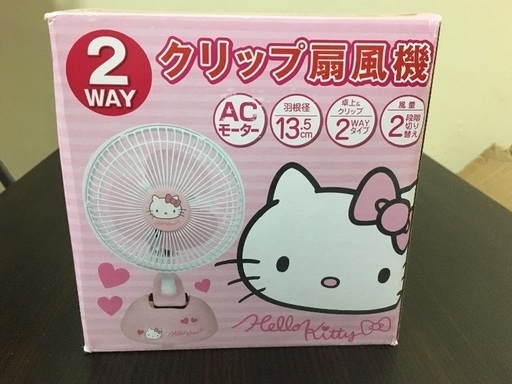 2
WAY
クリップ扇風機
AC
モーター
羽根径
13.5cm
卓上&
クリップ
2WAY
タイプ
風量
2段階
切り
替え
Hello Kitty